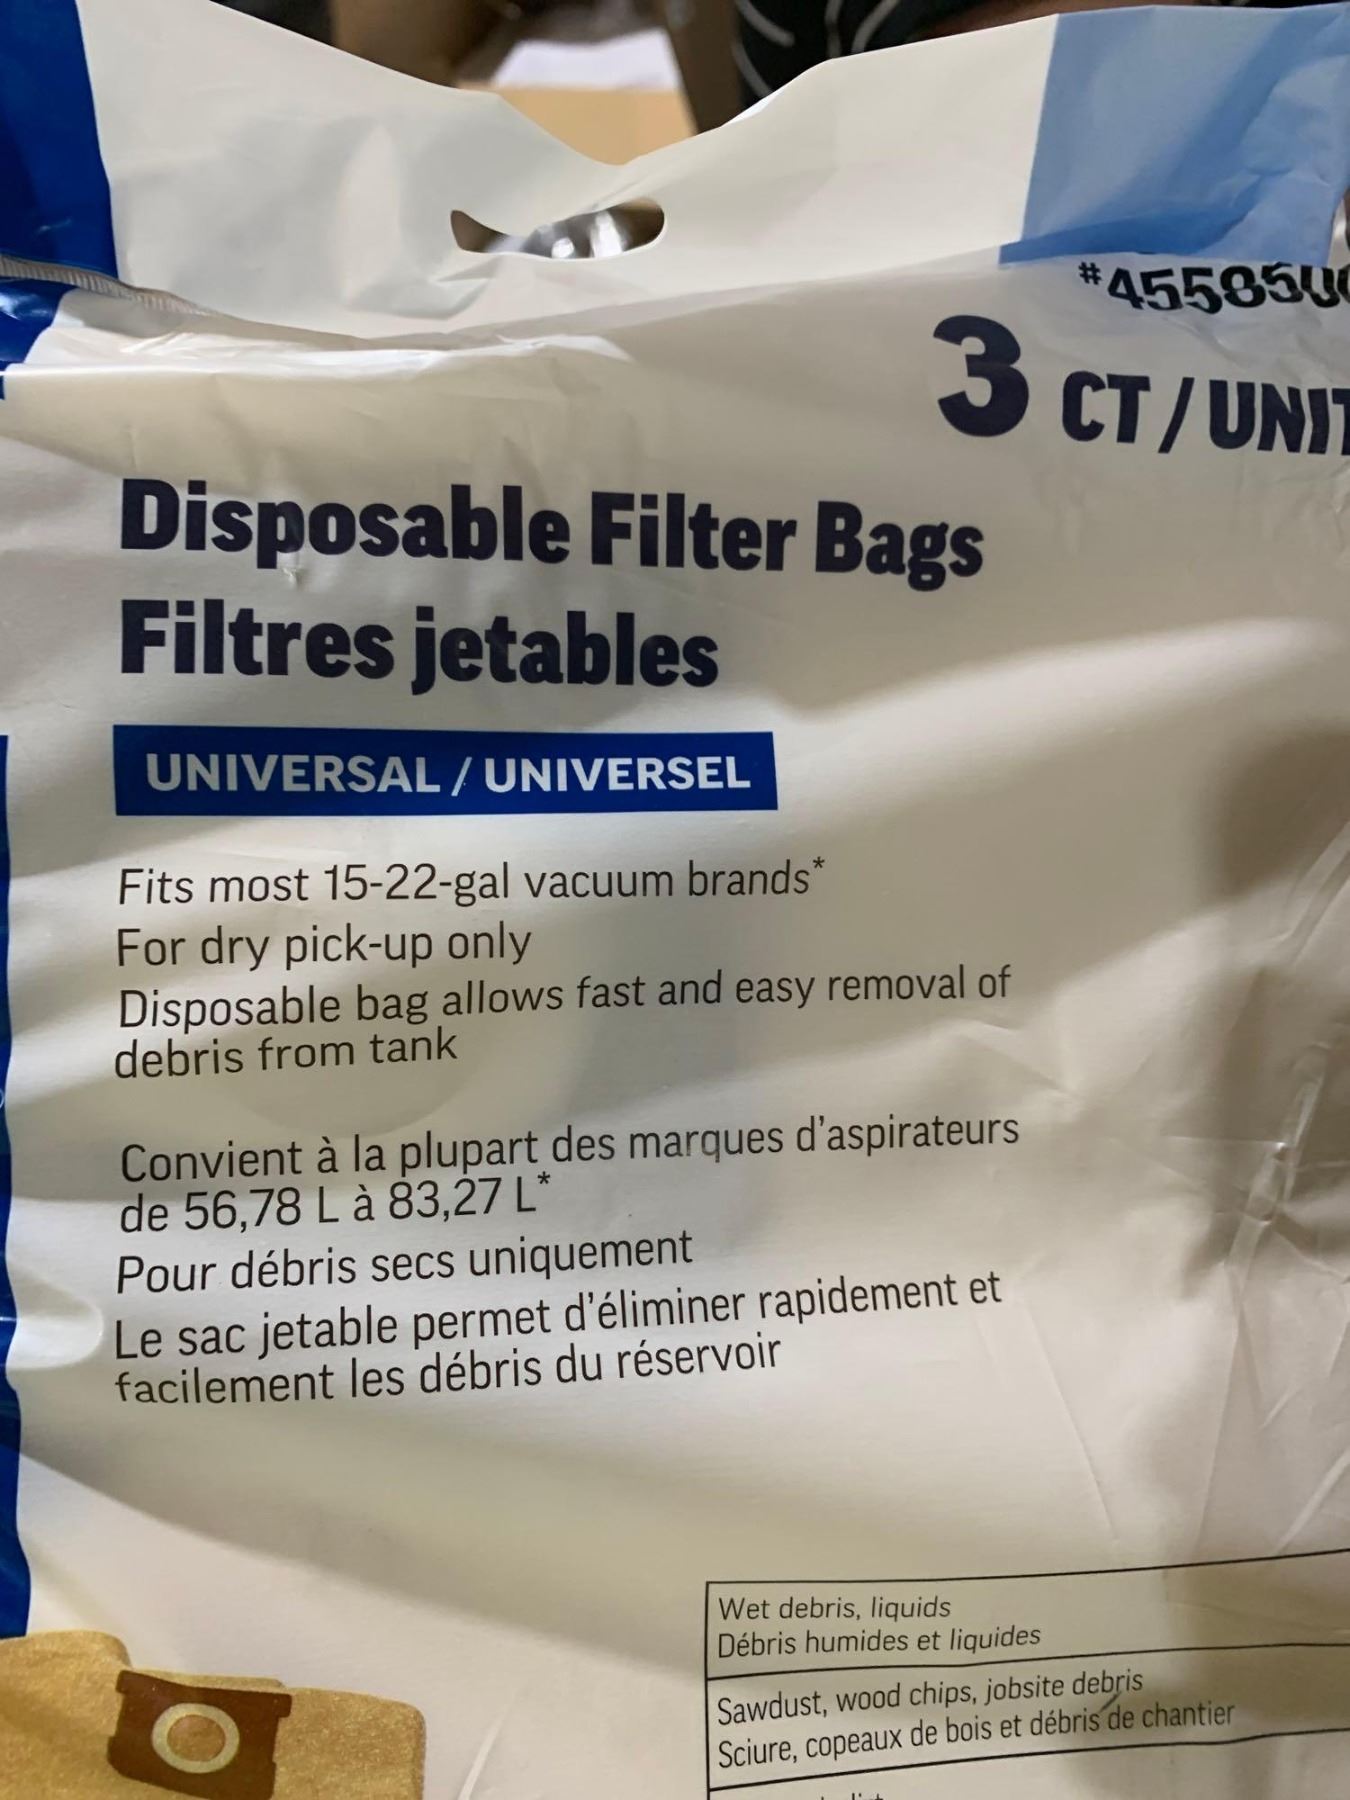 3 CT / UNIT
Disposable Filter Bags
Filtres jetables
UNIVERSAL / UNIVERSEL
Fits most 15-22-gal vacuum brands*
For dry pick-up only
Disposable bag allows fast and easy removal of
debris from tank
Convient à la plupart des marques d'aspirateurs
de 56,78 L à 83,27 L*
Pour débris secs uniquement
Le sac jetable permet d'éliminer rapidement et
facilement les débris du réservoir
Wet debris, liquids
Débris humides et liquides
Sawdust, wood chips, jobsite debris
Sciure, copeaux de bois et débris de chantier